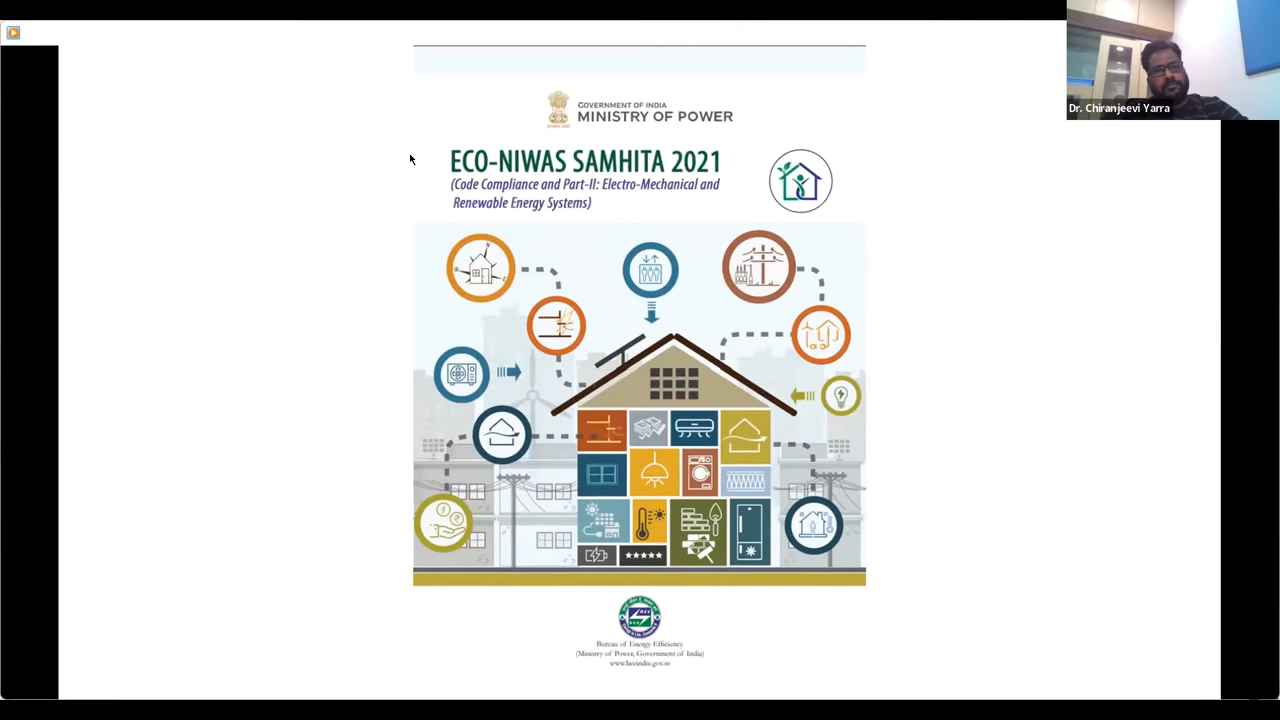 GOVERNMENT OF INDIA
MINISTRY OF POWER
ECO-NIWAS SAMHITA 2021
(Code Compliance and Part-II: Electro-Mechanical and
Renewable Energy Systems)
Bureau of Energy Efficiency
(Ministry of Power, Government of India)
www.beeindia.gov.in
Dr. Chiranjeevi Yarra